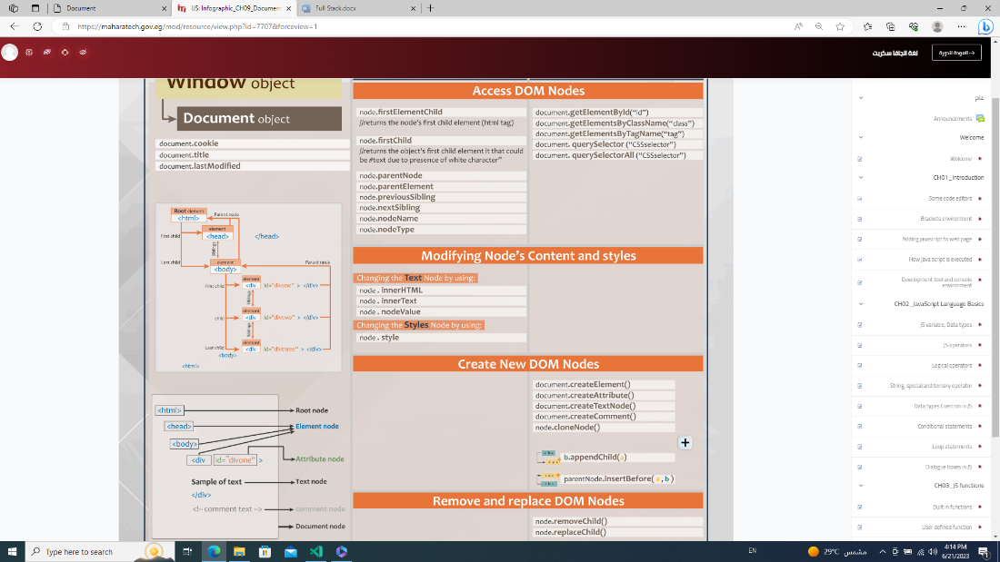 Document
US: Infographic_CH09_Documen
Full Stack.docx
https://maharatech.gov.eg/mod/resource/view.php?id=7707&forceview=1
لغة الجافا سكربت
العودة للدورة
Window object
Document object
document.cookie
document.title
document.lastModified
Root element
<html>
Parent node
element
<head>
</head>
First child
Siblings
Last child
element
<body>
Parent node
First child
element
<div id="divone" > </div>
Siblings
child
element
<div id="divtwo" > </div>
Siblings
Last child
element
<div id="divthree" > </div>
<body>
<html>
<html>
Root node
<head>
Element node
<body>
<div id="divone" >
Attribute node
Sample of text
Text node
</div>
<!-- comment text -->
comment node
Document node
Access DOM Nodes
node.firstElementChild
//returns the node's first child element (html tag)
node.firstChild
//returns the object's first child element it that could
be #text due to presence of white character"
node.parentNode
node.parentElement
node.previousSibling
node.nextSibling
node.nodeName
node.nodeType
document.getElementById("id")
document.getElementsByClassName("class")
document.getElementsByTagName("tag")
document. querySelector ("CSSselector")
document. querySelectorAll ("CSSselector")
Modifying Node's Content and styles
Changing the Text Node by using:
node . innerHTML
node . innerText
node . nodeValue
Changing the Styles Node by using:
node . style
Create New DOM Nodes
document.createElement()
document.createAttribute()
document.createTextNode()
document.createComment()
node.cloneNode()
b.appendChild(a)
parentNode.insertBefore( a,b )
Remove and replace DOM Nodes
node.removeChild()
node.replaceChild()
عام
Announcements
Welcome
Welcome
CH01_Introduction
Some code editors
Brackets environment
Adding javascript to web page
How java script is executed
Development tool and console
environment
CH02_JavaScript Language Basics
JS variable, Data types
JS operators
Logical operators
String, special and ternary operator
Data types Exercise in JS
Conditional statements
Loop statements
Dialogue boxes in JS
CH03_JS functions
Built in functions
User defined function
Type here to search
EN
29°C مشمس
4:14 PM
6/21/2023